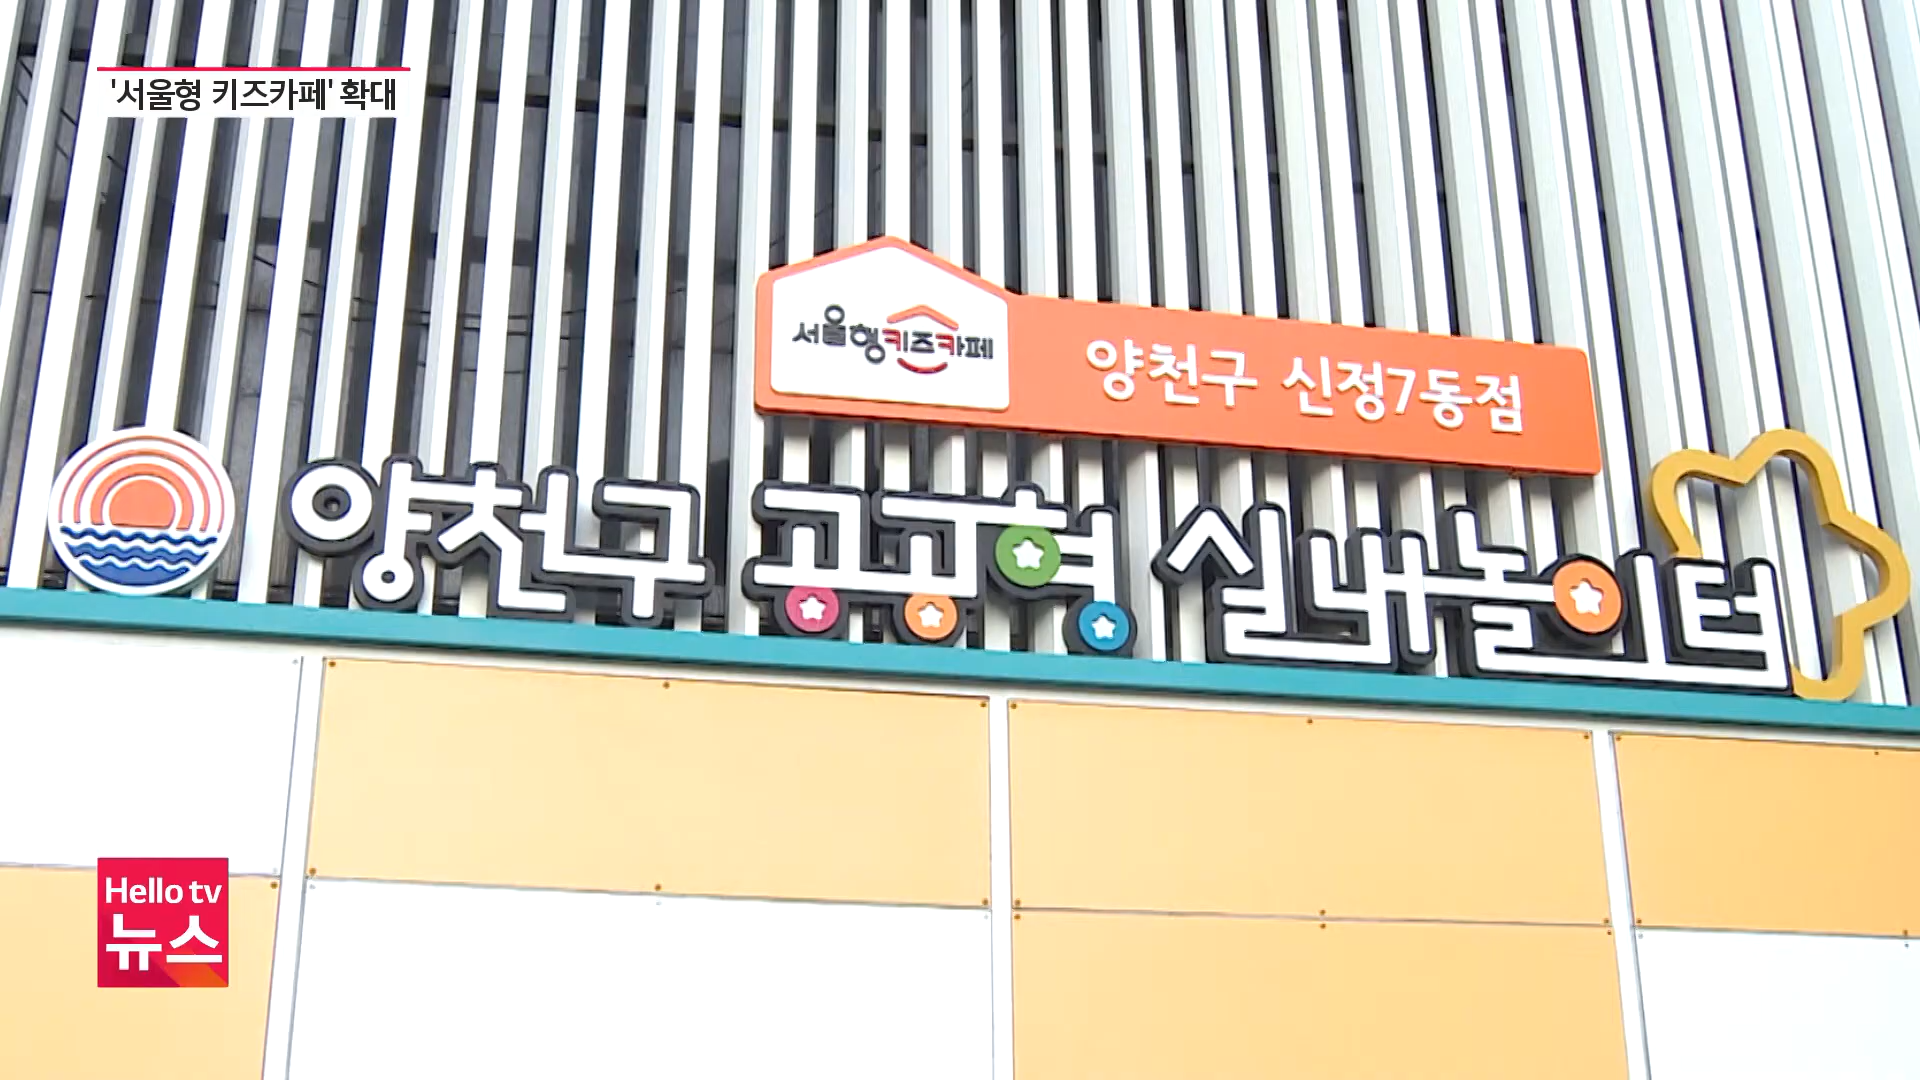 '서울형 키즈카페' 확대
서울형키즈카페
양천구 신정7동점
양천구 공공형 실내놀이터
Hello tv
뉴스